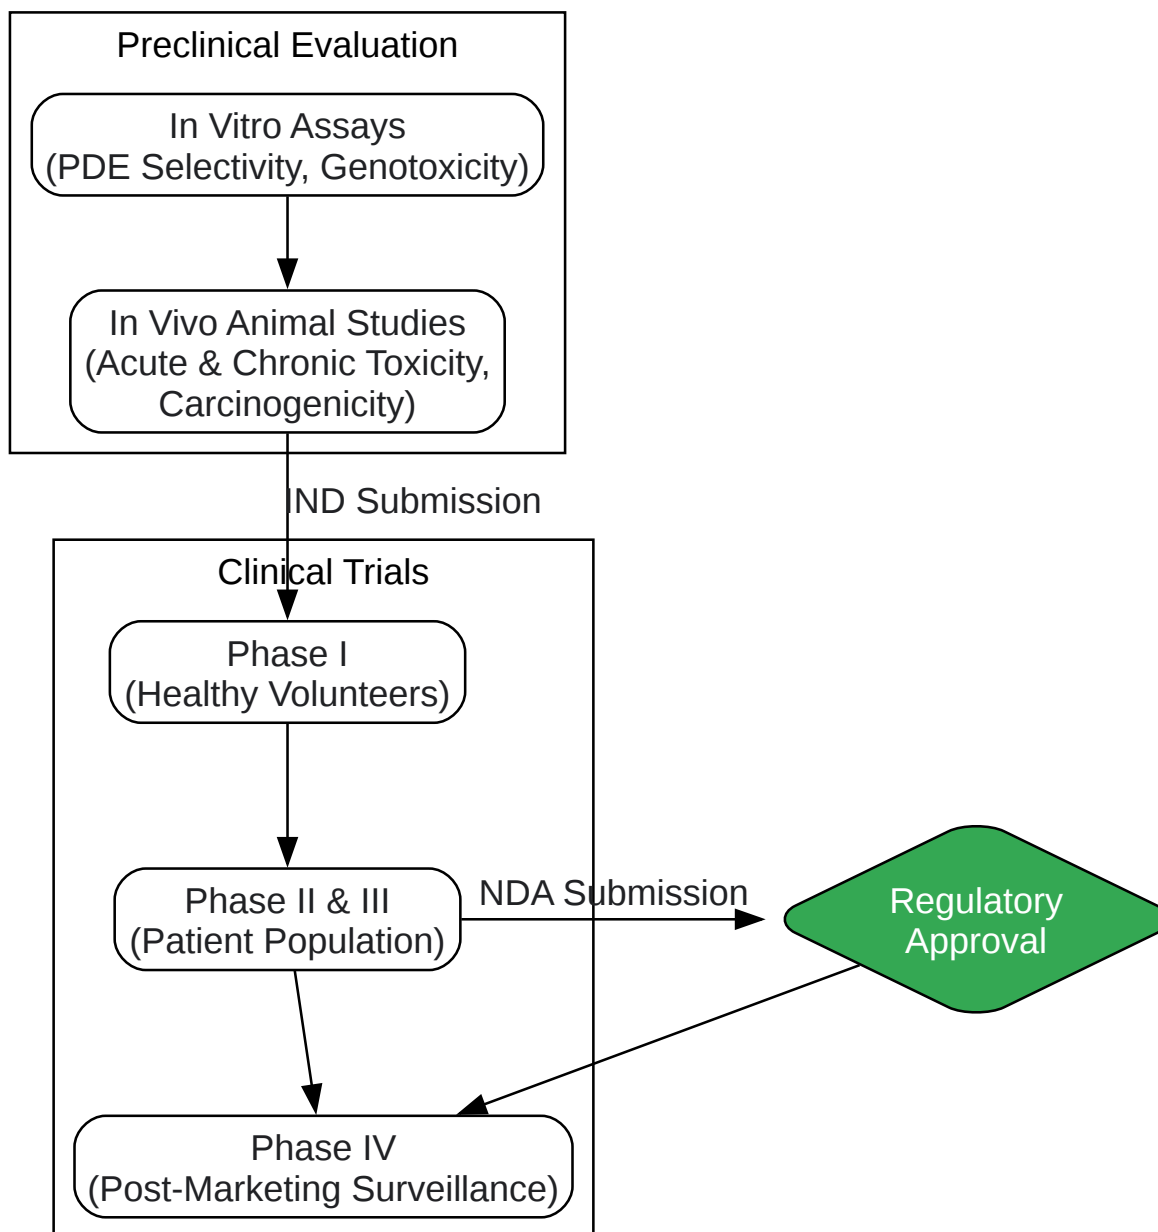 Preclinical Evaluation
In Vitro Assays
(PDE Selectivity, Genotoxicity)
In Vivo Animal Studies
(Acute & Chronic Toxicity,
Carcinogenicity)
IND Submission
Clinical Trials
Phase I
(Healthy Volunteers)
Phase II & III
(Patient Population)
NDA Submission
Regulatory
Approval
Phase IV
(Post-Marketing Surveillance)